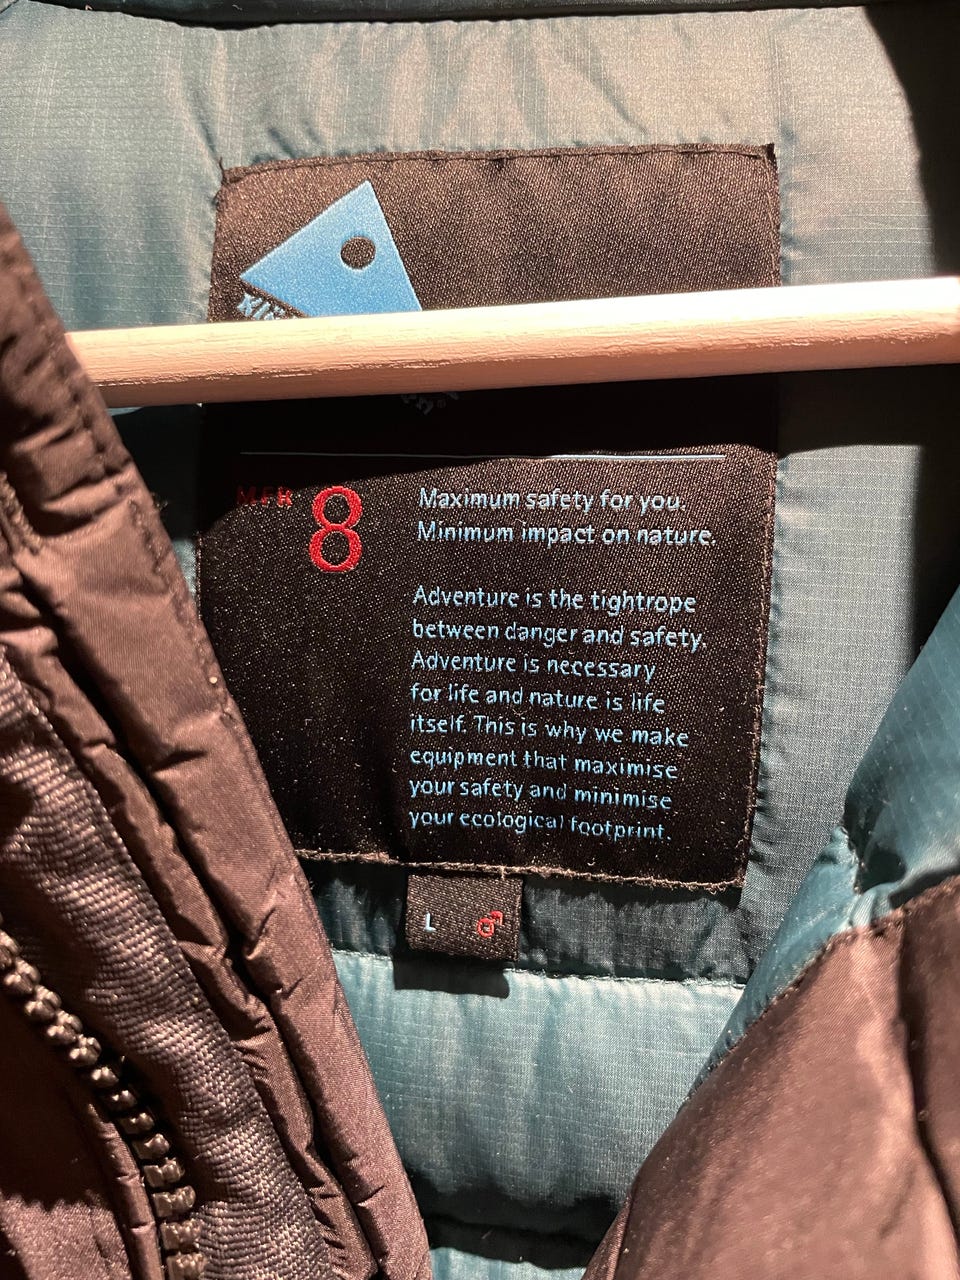 MFR 8
Maximum safety for you.
Minimum impact on nature.
Adventure is the tightrope
between danger and safety.
Adventure is necessary
for life and nature is life
itself. This is why we make
equipment that maximise
your safety and minimise
your ecological footprint.
L